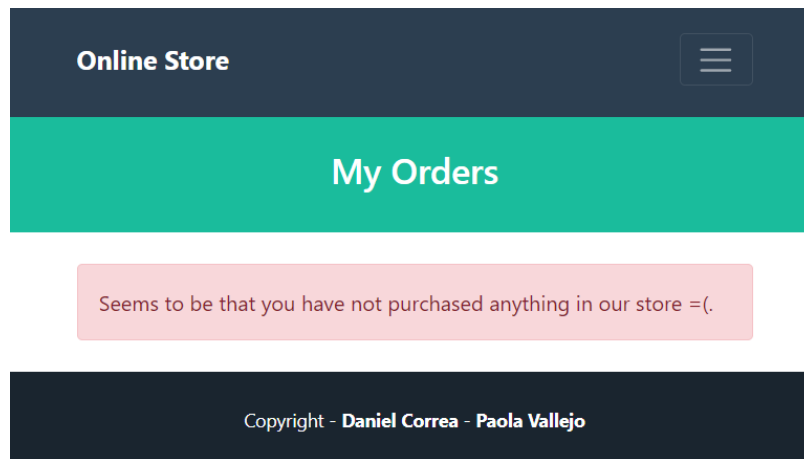 Online Store
My Orders
Seems to be that you have not purchased anything in our store =(.
Copyright - Daniel Correa - Paola Vallejo